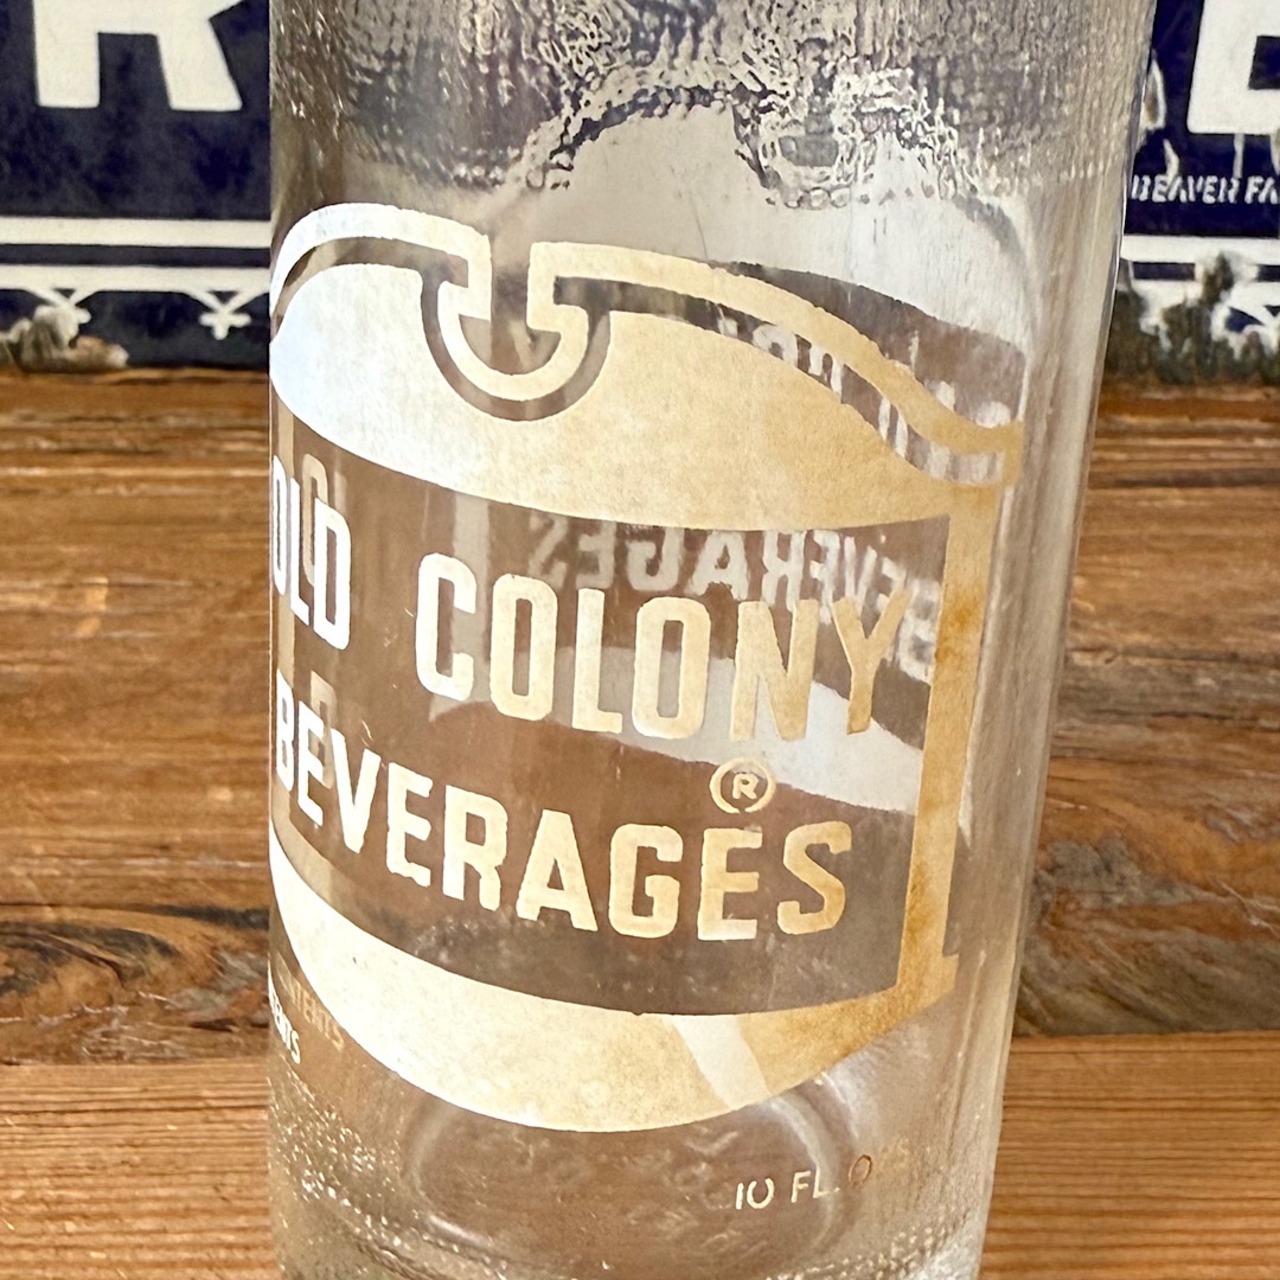 BEAVER FA
OLD COLONY
®
BEVERAGES
10 FL. O